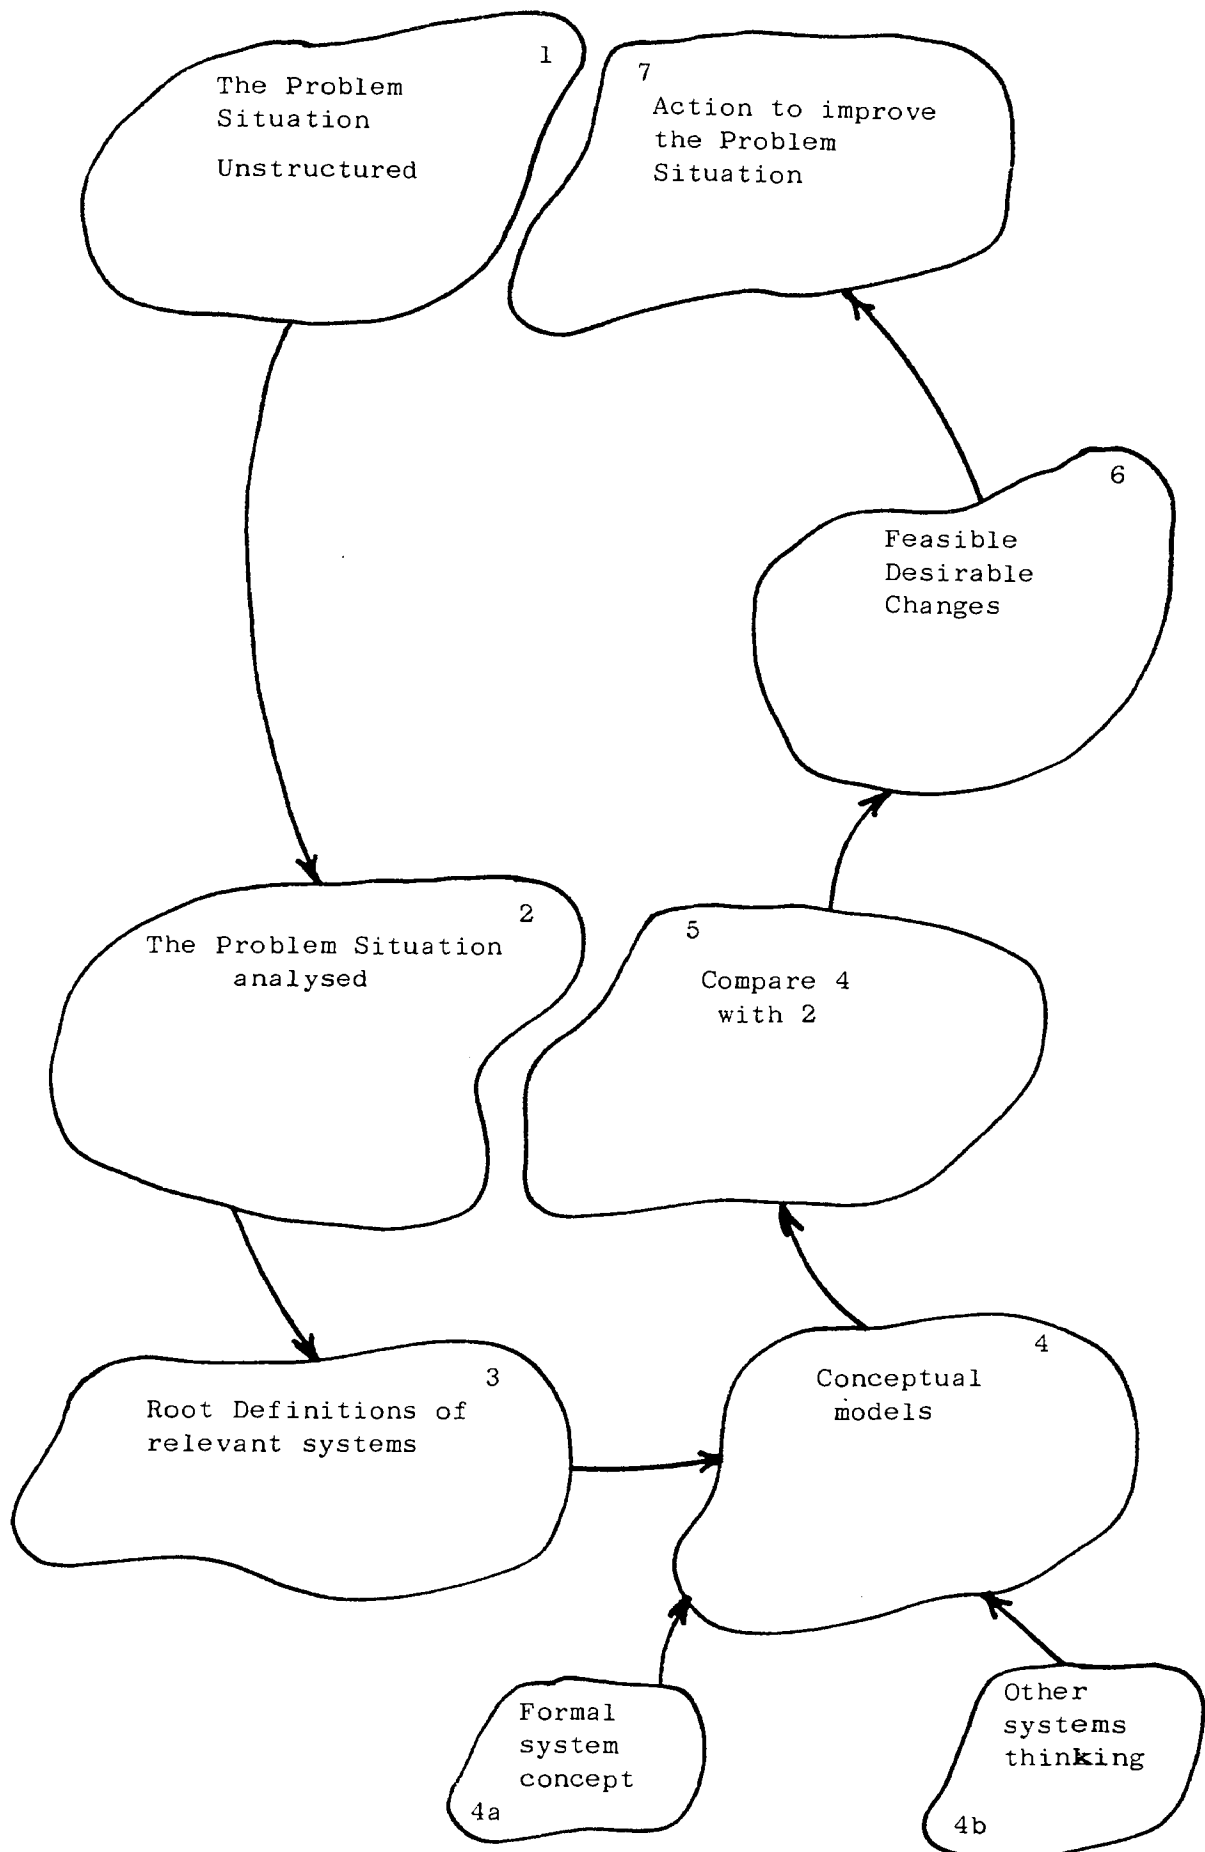 1
The Problem
Situation
Unstructured
7
Action to improve
the Problem
Situation
6
Feasible
Desirable
Changes
2
The Problem Situation
analysed
5
Compare 4
with 2
3
Root Definitions of
relevant systems
4
Conceptual
models
Formal
system
concept
4a
Other
systems
thinking
4b